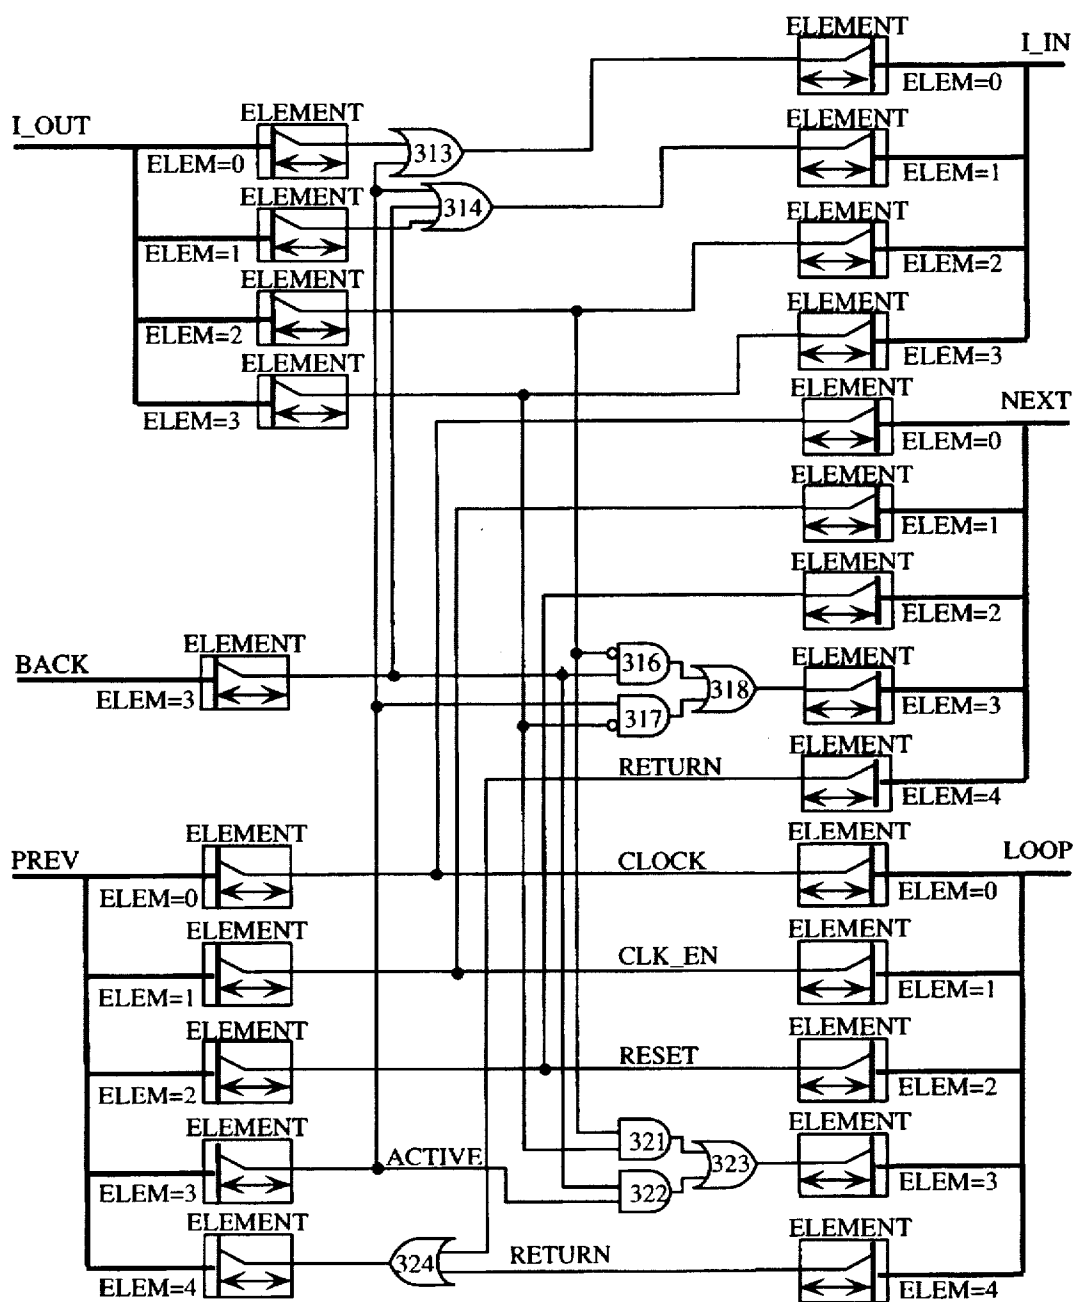 ELEMENT
I_IN
ELEM=0
ELEMENT
I_OUT
ELEMENT
ELEM=0
313
ELEM=1
ELEMENT
314
ELEMENT
ELEM=1
ELEM=2
ELEMENT
ELEMENT
ELEM=2
ELEM=3
ELEMENT
ELEMENT
NEXT
ELEM=3
ELEM=0
ELEMENT
ELEM=1
ELEMENT
ELEM=2
ELEMENT
BACK
316
ELEMENT
ELEM=3
318
ELEM=3
317
ELEMENT
RETURN
ELEM=4
ELEMENT
ELEMENT
PREV
CLOCK
LOOP
ELEM=0
ELEM=0
ELEMENT
ELEMENT
CLK_EN
ELEM=1
ELEM=1
ELEMENT
ELEMENT
RESET
ELEM=2
ELEM=2
ELEMENT
ELEMENT
321
ACTIVE
323
ELEM=3
322
ELEM=3
ELEMENT
ELEMENT
324
RETURN
ELEM=4
ELEM=4